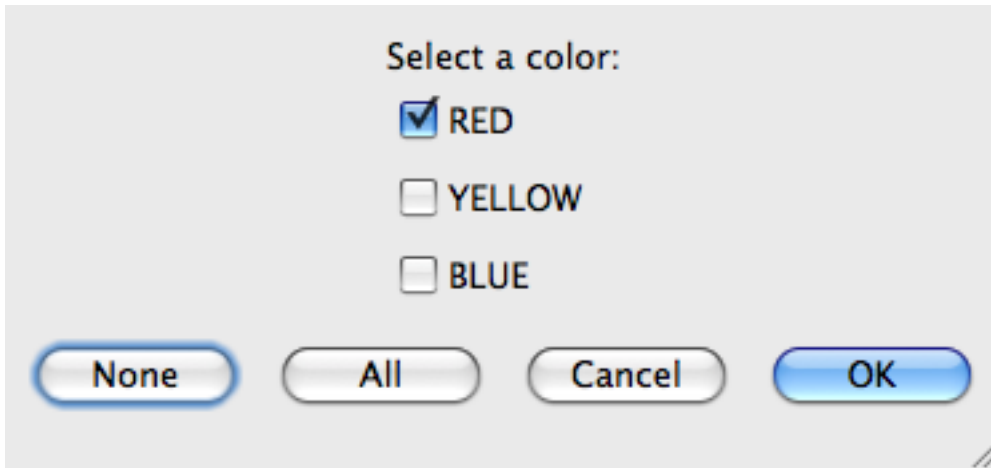 Select a color:
RED
YELLOW
BLUE
None All Cancel OK